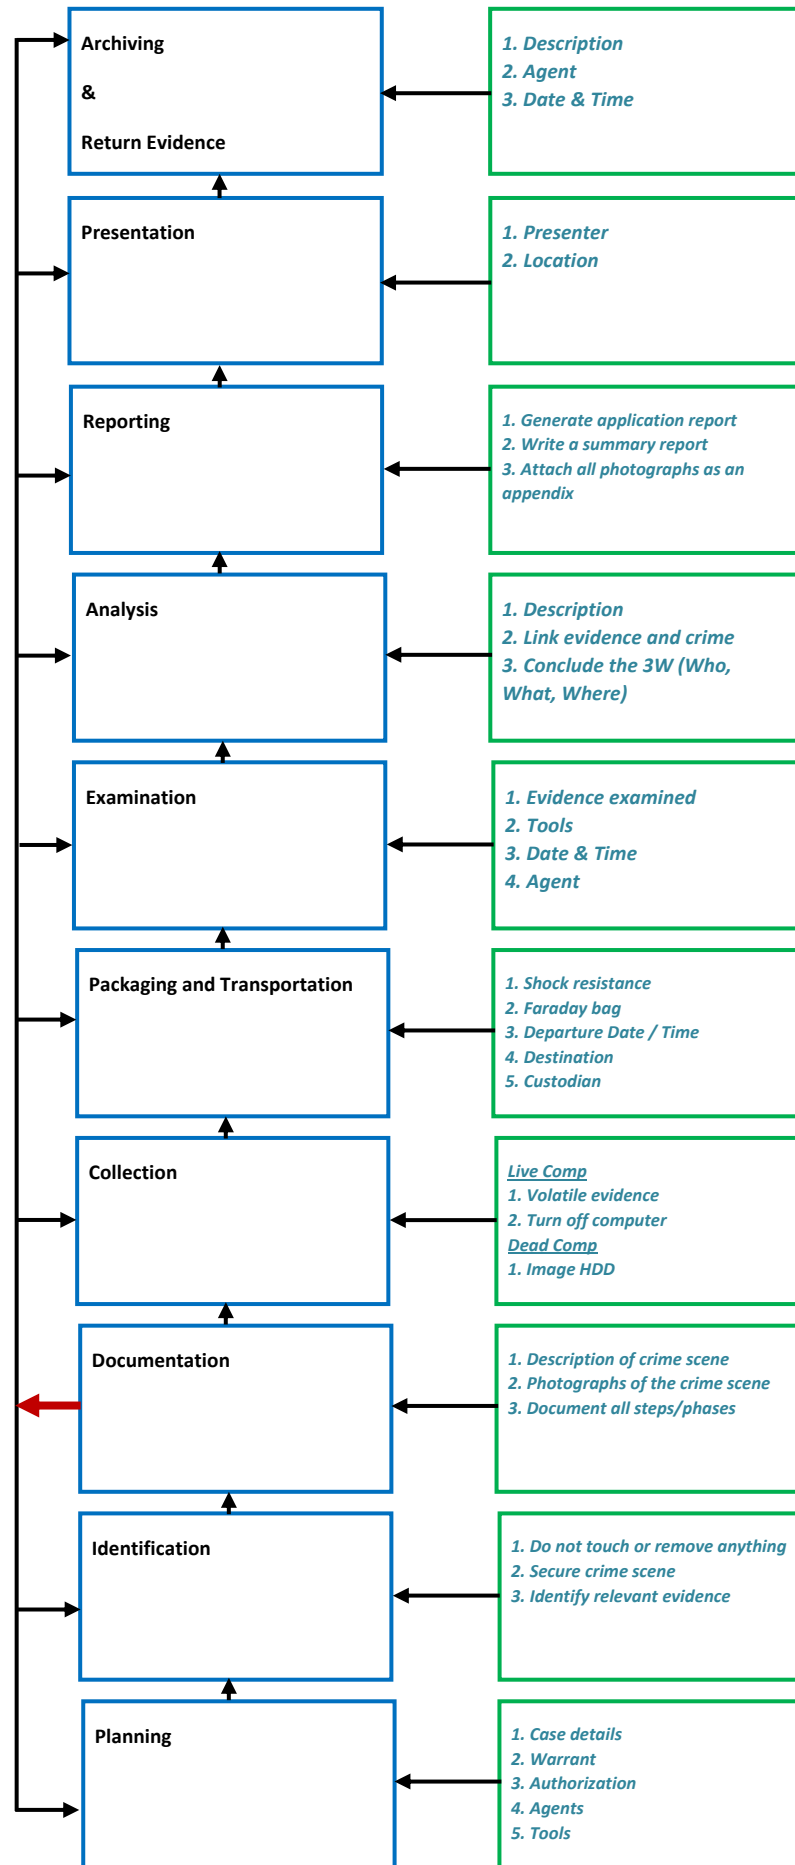 Archiving
&
Return Evidence
1. Description
2. Agent
3. Date & Time
Presentation
1. Presenter
2. Location
Reporting
1. Generate application report
2. Write a summary report
3. Attach all photographs as an
appendix
Analysis
1. Description
2. Link evidence and crime
3. Conclude the 3W (Who,
What, Where)
Examination
1. Evidence examined
2. Tools
3. Date & Time
4. Agent
Packaging and Transportation
1. Shock resistance
2. Faraday bag
3. Departure Date / Time
4. Destination
5. Custodian
Collection
Live Comp
1. Volatile evidence
2. Turn off computer
Dead Comp
1. Image HDD
Documentation
1. Description of crime scene
2. Photographs of the crime scene
3. Document all steps/phases
Identification
1. Do not touch or remove anything
2. Secure crime scene
3. Identify relevant evidence
Planning
1. Case details
2. Warrant
3. Authorization
4. Agents
5. Tools